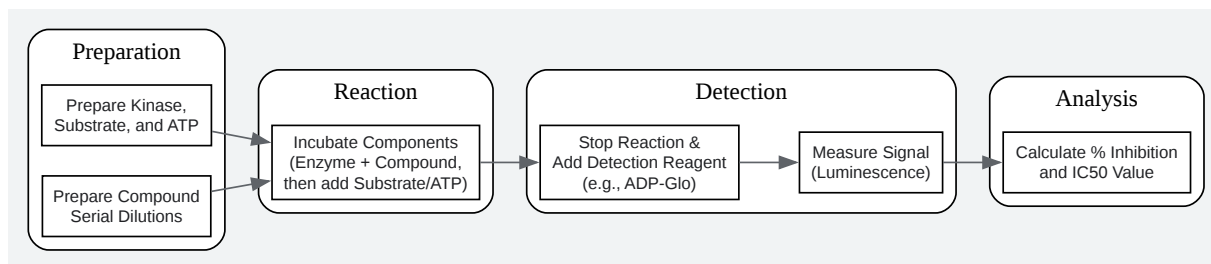 Preparation
Prepare Kinase,
Substrate, and ATP
Prepare Compound
Serial Dilutions
Reaction
Incubate Components
(Enzyme + Compound,
then add Substrate/ATP)
Detection
Stop Reaction &
Add Detection Reagent
(e.g., ADP-Glo)
Measure Signal
(Luminescence)
Analysis
Calculate % Inhibition
and IC50 Value